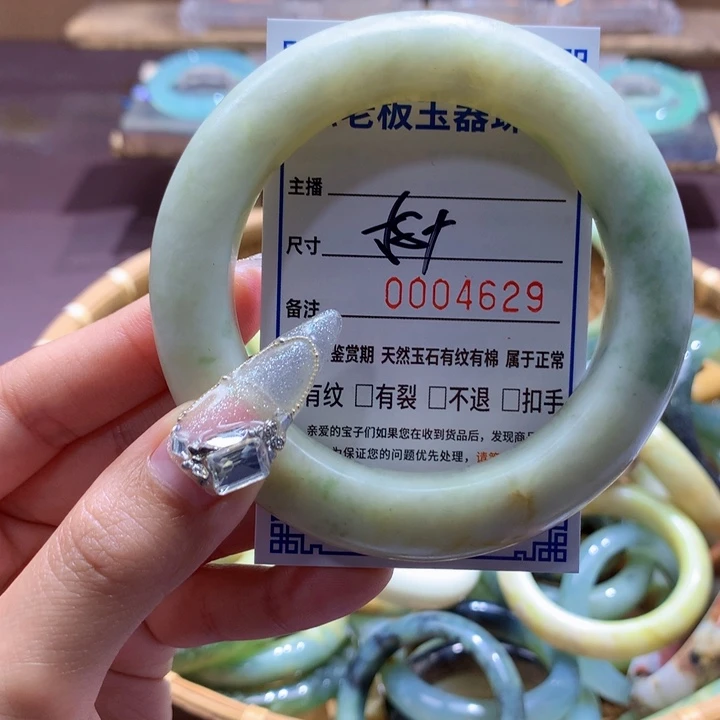 老板玉器
主播
尺寸
0004629
备注
鉴赏期 天然玉石有纹有棉 属于正常
有纹 □有裂 □不退 □扣手
亲爱的宝子们如果您在收到货品后，发现商
为保证您的问题优先处理，请